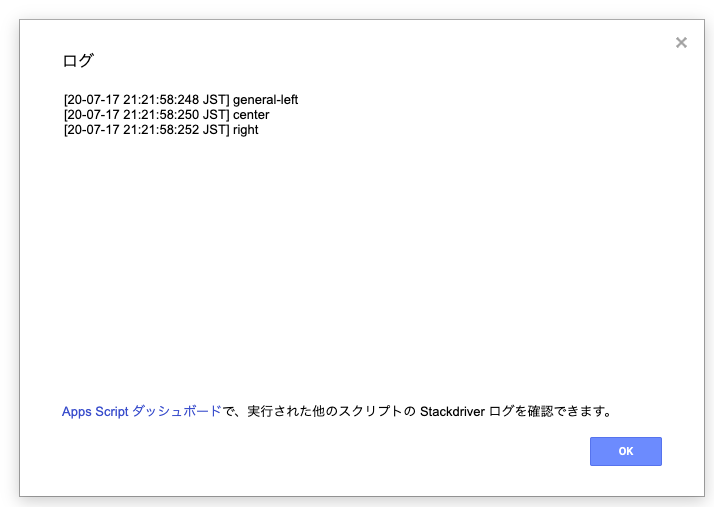 ログ
[20-07-17 21:21:58:248 JST] general-left
[20-07-17 21:21:58:250 JST] center
[20-07-17 21:21:58:252 JST] right
Apps Script ダッシュボードで、実行された他のスクリプトの Stackdriver ログを確認できます。
OK